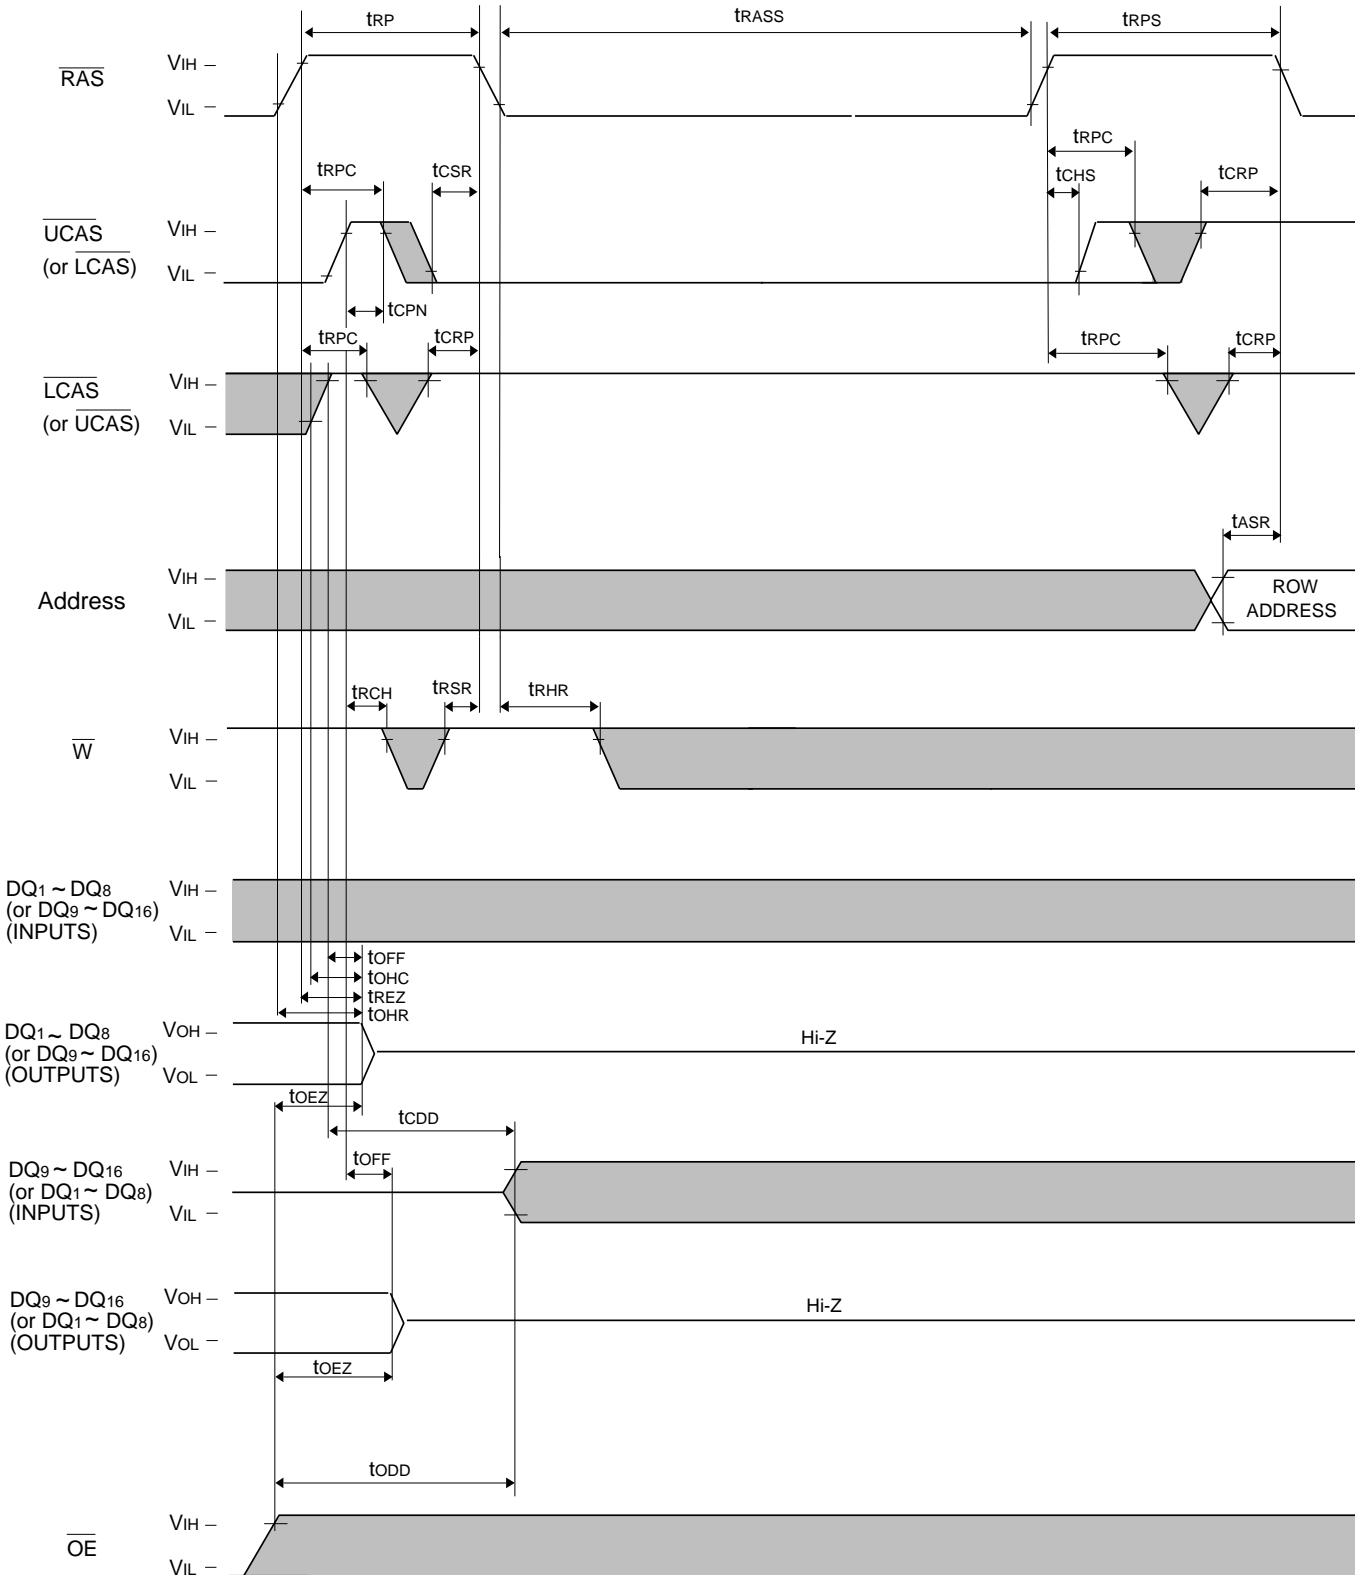 tRP
tRASS
tRPS
RAS
VIH
VIL
tRPC
tCSR
tRPC
tCHS
tCRP
UCAS
(or LCAS)
VIH
VIL
tCPN
tRPC
tCRP
tRPC
tCRP
LCAS
(or UCAS)
VIH
VIL
tASR
Address
VIH
VIL
ROW
ADDRESS
tRCH
tRSR
tRHR
W
VIH
VIL
DQ1 ~ DQ8
(or DQ9 ~ DQ16)
(INPUTS)
VIH
VIL
tOFF
tOHC
tREZ
tOHR
DQ1 ~ DQ8
(or DQ9 ~ DQ16)
(OUTPUTS)
VOH
VOL
Hi-Z
tOEZ
tCDD
tOFF
DQ9 ~ DQ16
(or DQ1 ~ DQ8)
(INPUTS)
VIH
VIL
DQ9 ~ DQ16
(or DQ1 ~ DQ8)
(OUTPUTS)
VOH
VOL
Hi-Z
tOEZ
tODD
OE
VIH
VIL